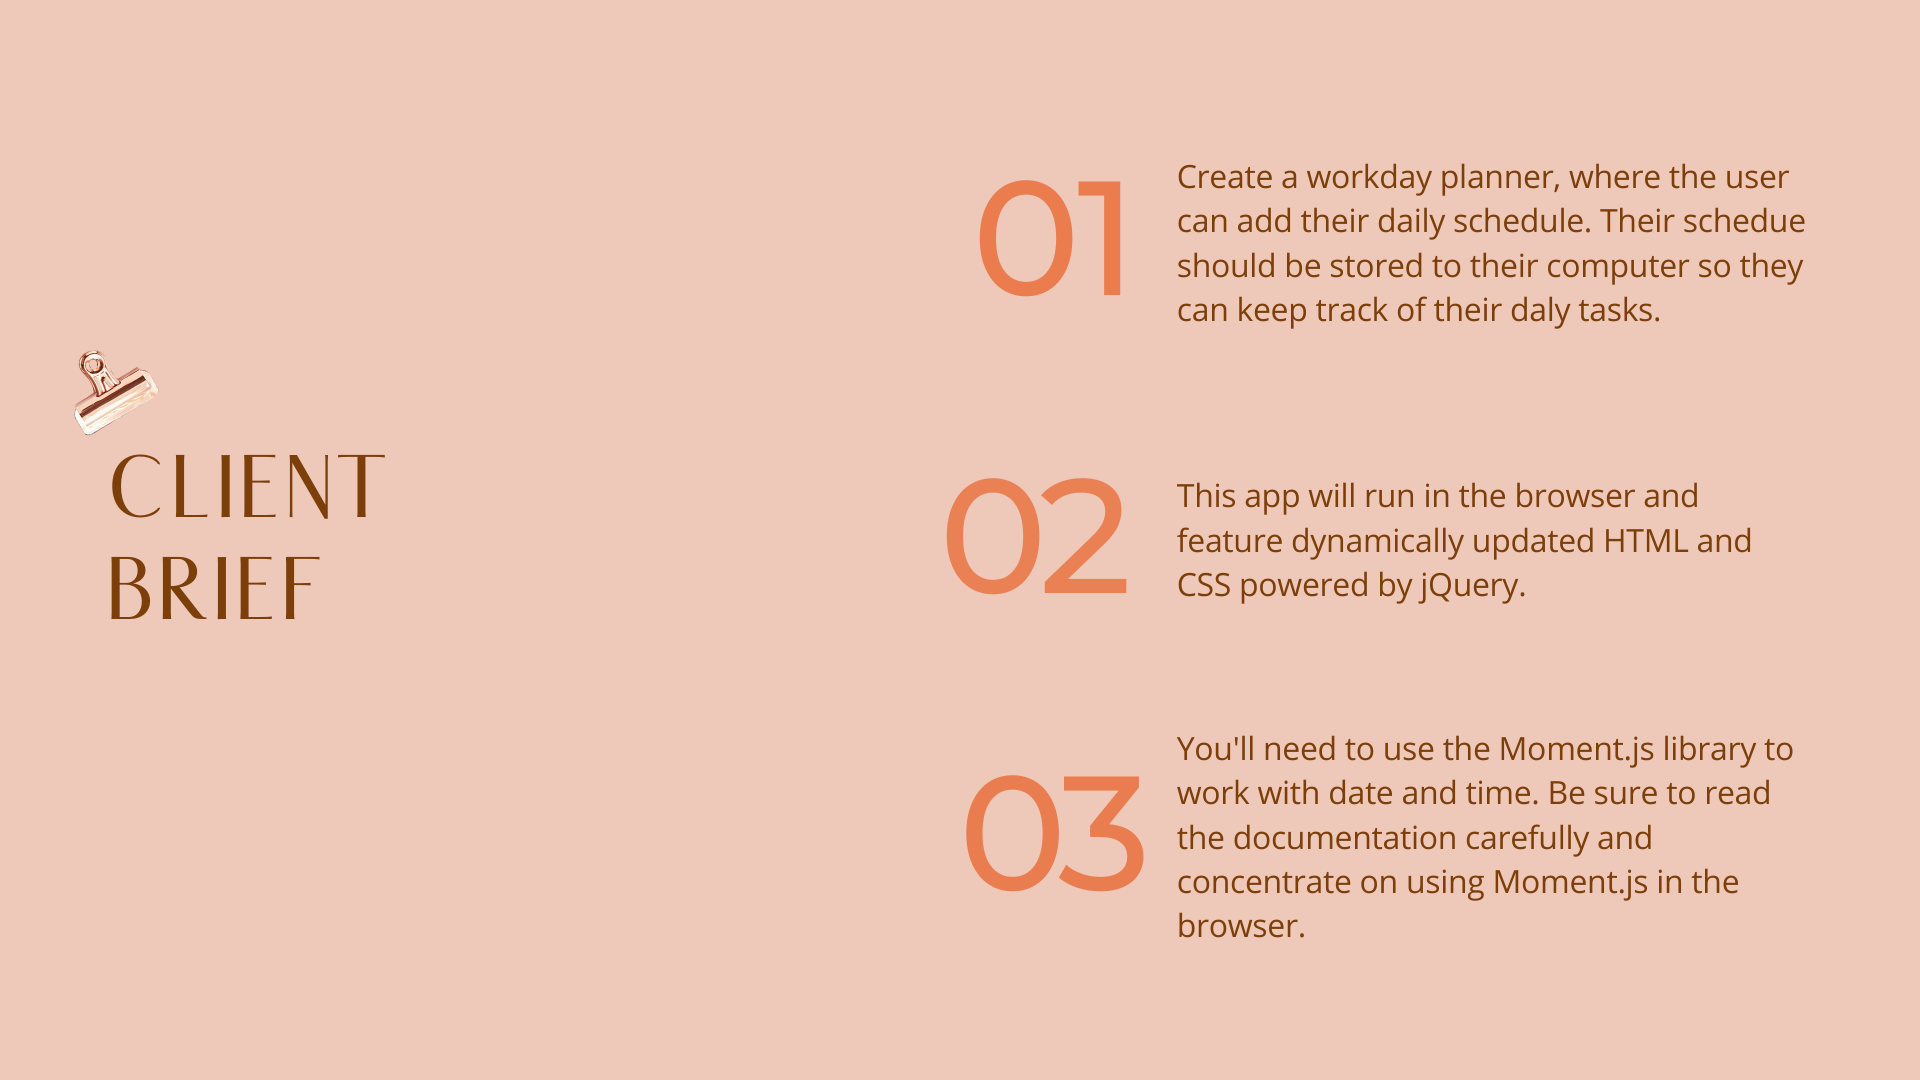 CLIENT
BRIEF
01
Create a workday planner, where the user
can add their daily schedule. Their schedue
should be stored to their computer so they
can keep track of their daly tasks.
02
This app will run in the browser and
feature dynamically updated HTML and
CSS powered by jQuery.
03
You'll need to use the Moment.js library to
work with date and time. Be sure to read
the documentation carefully and
concentrate on using Moment.js in the
browser.